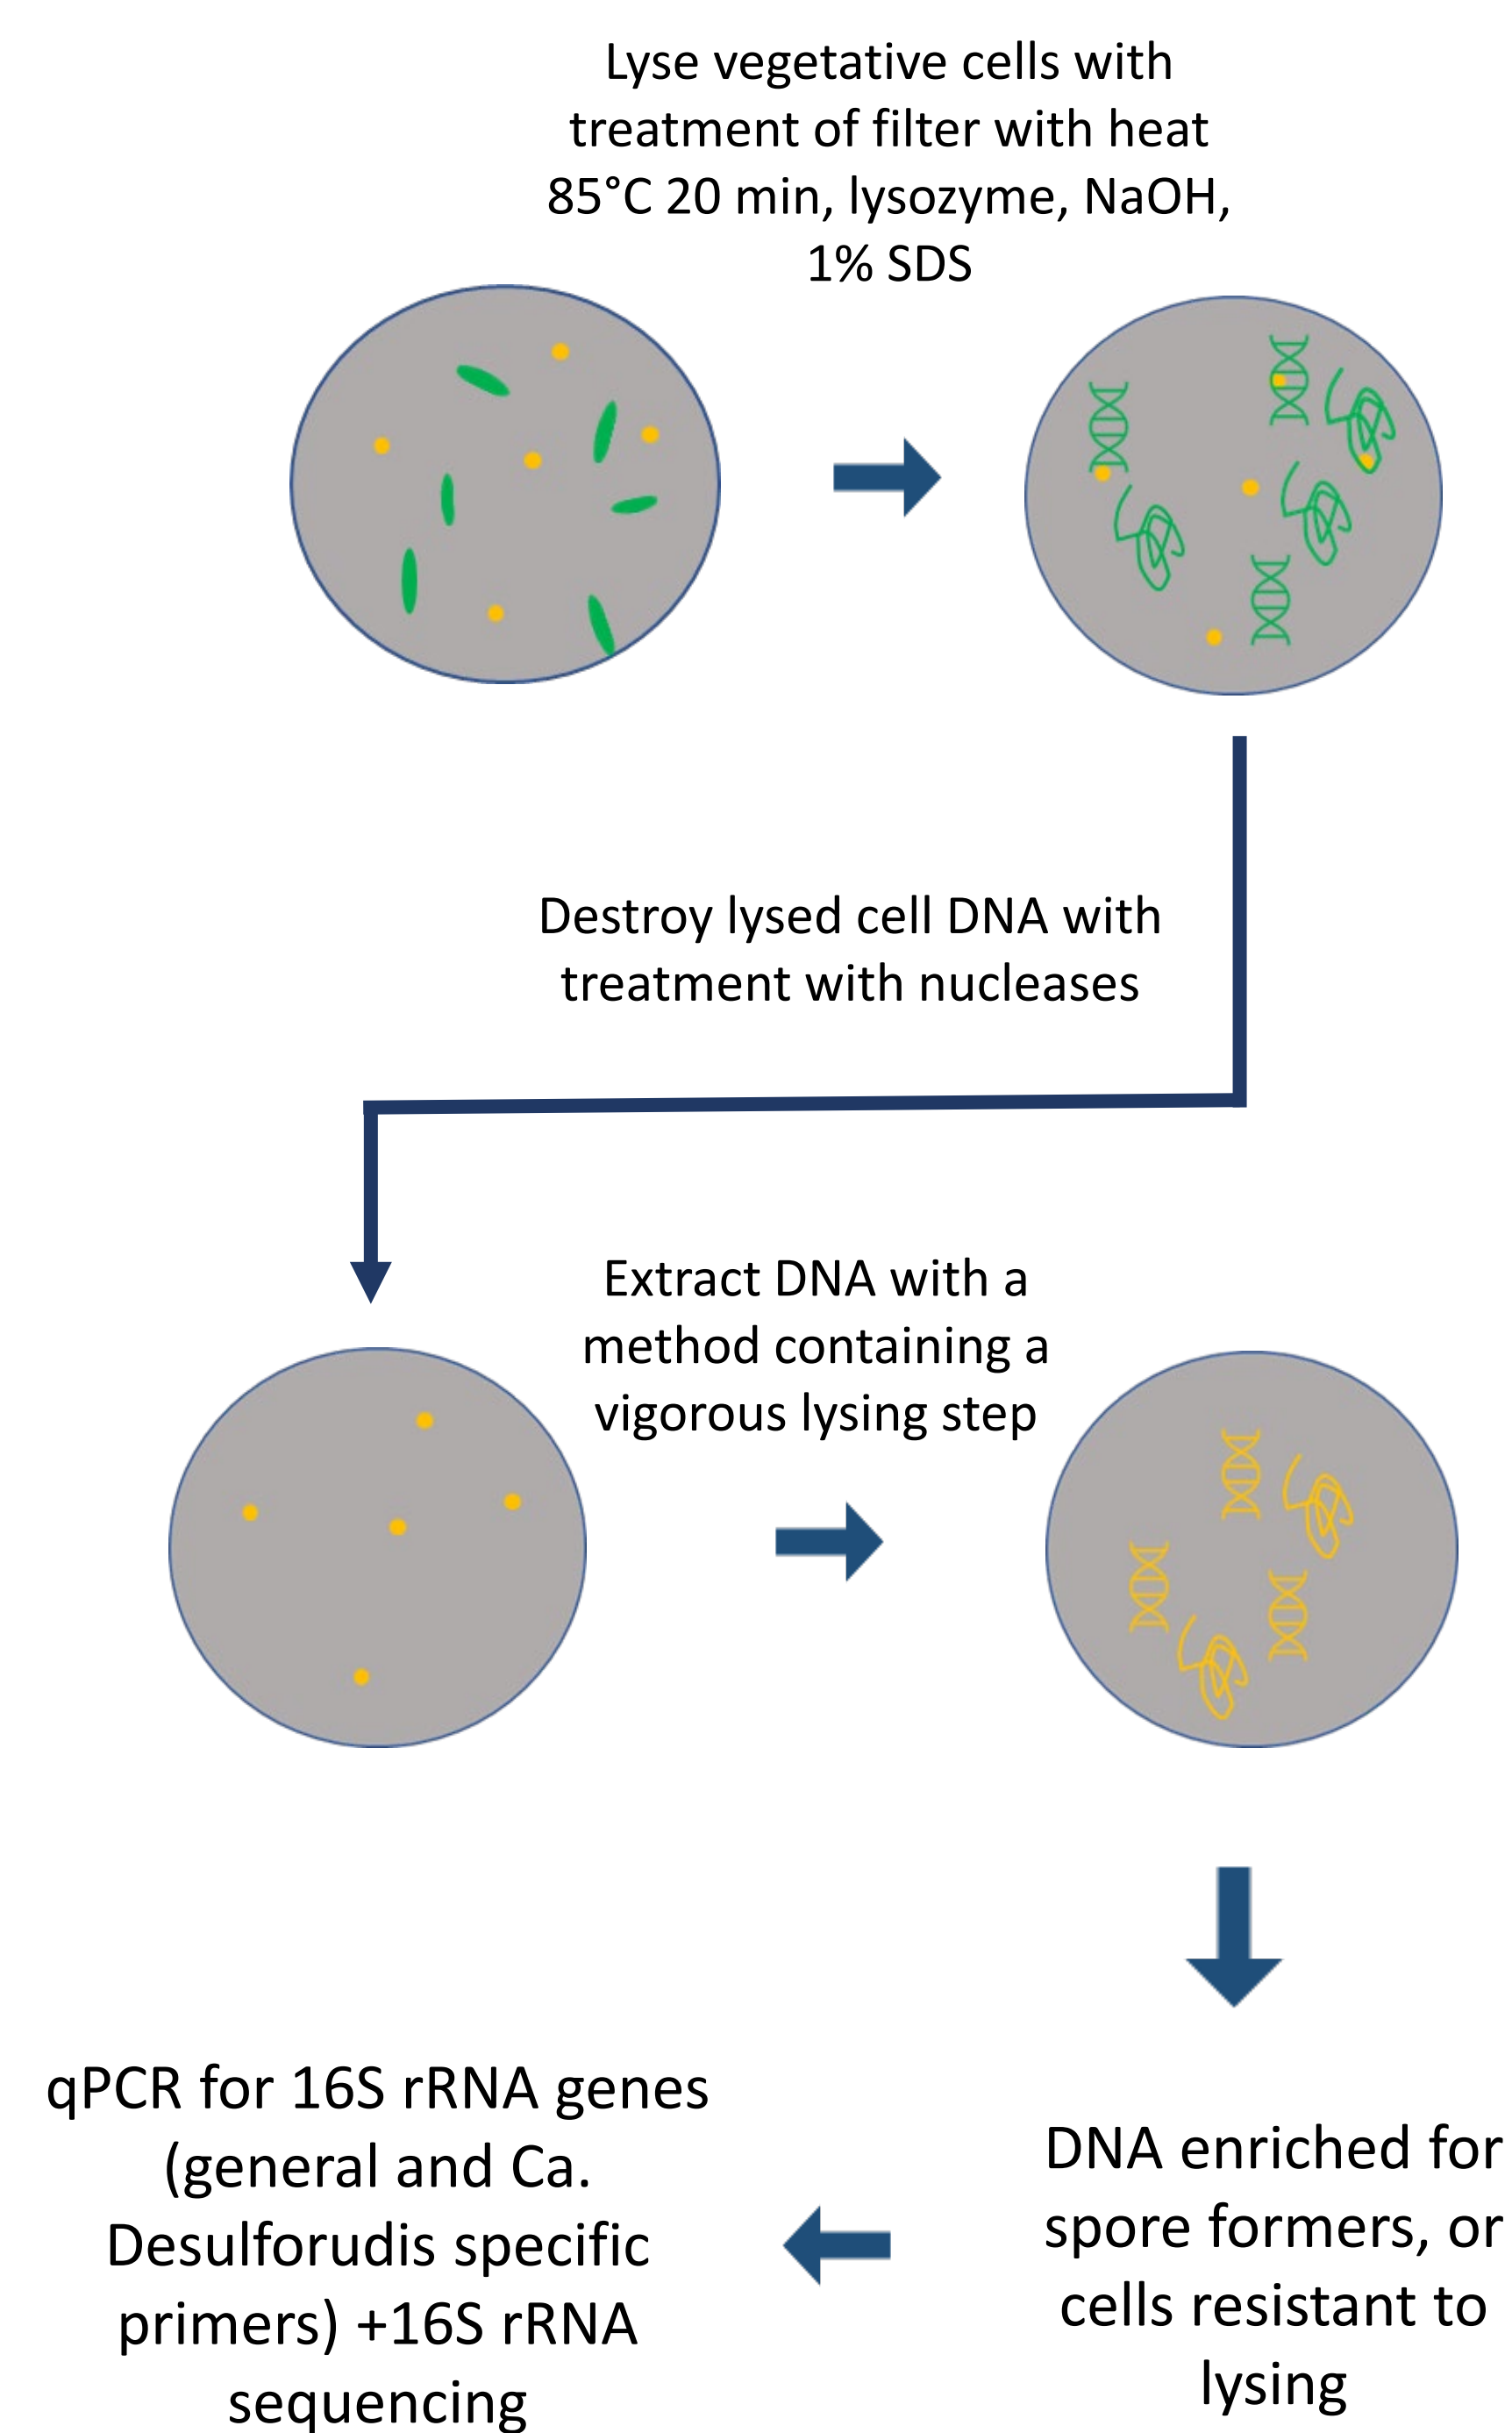 Lyse vegetative cells with
treatment of filter with heat
85°C 20 min, lysozyme, NaOH,
1% SDS
Destroy lysed cell DNA with
treatment with nucleases
Extract DNA with a
method containing a
vigorous lysing step
DNA enriched for
spore formers, or
cells resistant to
lysing
qPCR for 16S rRNA genes
(general and Ca.
Desulforudis specific
primers) +16S rRNA
sequencing